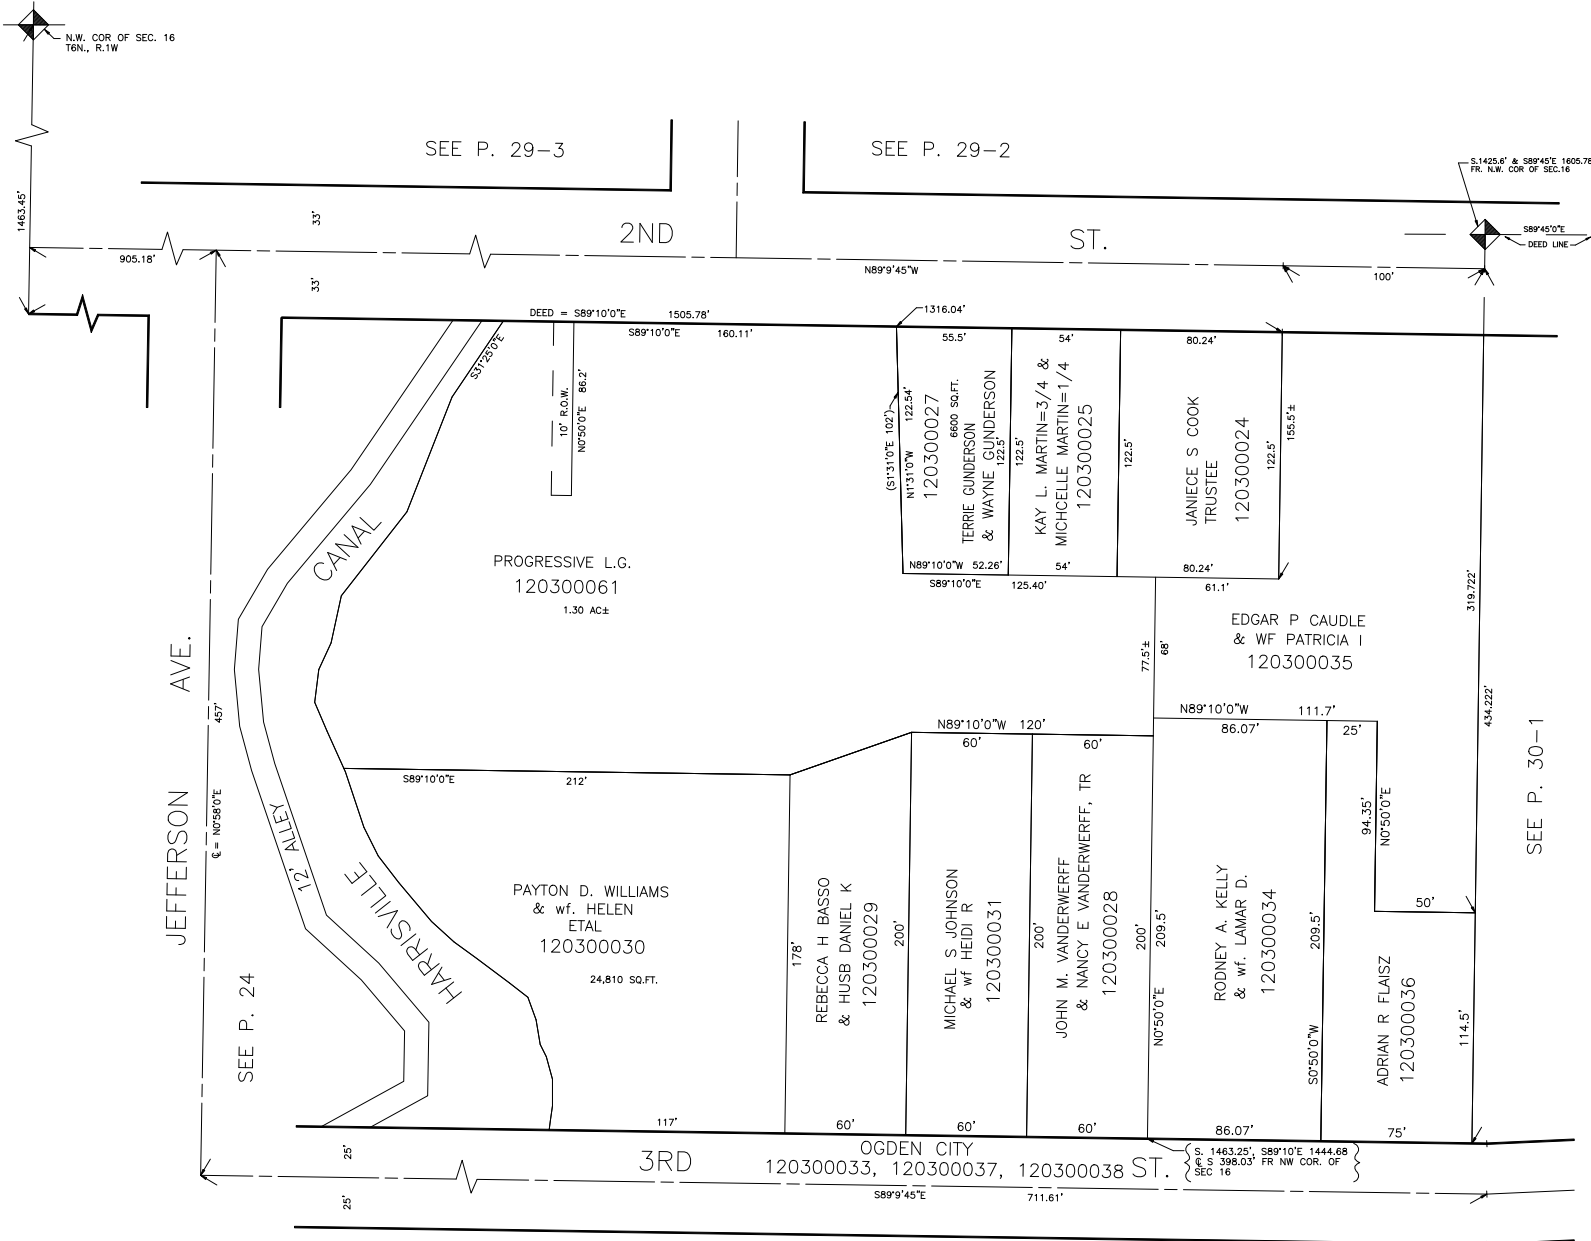 N.W. COR OF SEC. 16
T6N., R.1W
SEE P. 29-3
SEE P. 29-2
S.1425.6' & S89°45'E 1605.78
FR. N.W. COR OF SEC.16
1463.45'
33'
2ND
ST.
S89°45'0"E
DEED LINE
905.18'
N89°9'45"W
100'
33'
DEED = S89°10'0"E 1505.78'
1316.04'
S89°10'0"E 160.11'
55.5'
54'
80.24'
S31°25'0"E
10' R.O.W.
N0°50'0"E 86.2'
(S1°31'0"E 102')
N1°31'0"W 122.54'
120300027
6600 SQ.FT.
TERRIE GUNDERSON
& WAYNE GUNDERSON
122.5'
122.5'
KAY L. MARTIN=3/4 &
MICHCELLE MARTIN=1/4
120300025
122.5'
JANIECE S COOK
TRUSTEE
120300024
122.5'
155.5'±
CANAL
PROGRESSIVE L.G.
120300061
1.30 AC±
N89°10'0"W 52.26'
54'
80.24'
S89°10'0"E 125.40'
61.1'
319.722'
EDGAR P CAUDLE
& WF PATRICIA I
120300035
77.5'±
68'
AVE.
457'
434.222'
N89°10'0"W 111.7'
N89°10'0"W 120'
86.07'
25'
60'
60'
S89°10'0"E
212'
JEFFERSON
℄ = N0°58'0"E
12' ALLEY
94.35'
N0°50'0"E
SEE P. 30-1
HARRISVILLE
PAYTON D. WILLIAMS
& wf. HELEN
ETAL
120300030
24,810 SQ.FT.
178'
REBECCA H BASSO
& HUSB DANIEL K
120300029
200'
MICHAEL S JOHNSON
& wf HEIDI R
120300031
200'
JOHN M. VANDERWERFF
& NANCY E VANDERWERFF, TR
120300028
200'
209.5'
N0°50'0"E
RODNEY A. KELLY
& wf. LAMAR D.
120300034
209.5'
S0°50'0"W
50'
ADRIAN R FLAISZ
120300036
114.5'
SEE P. 24
117'
60'
60'
60'
86.07'
75'
25'
3RD
OGDEN CITY
120300033, 120300037, 120300038
ST.
S. 1463.25', S89°10'E 1444.68
℄ S 398.03' FR NW COR. OF
SEC 16
25'
S89°9'45"E
711.61'